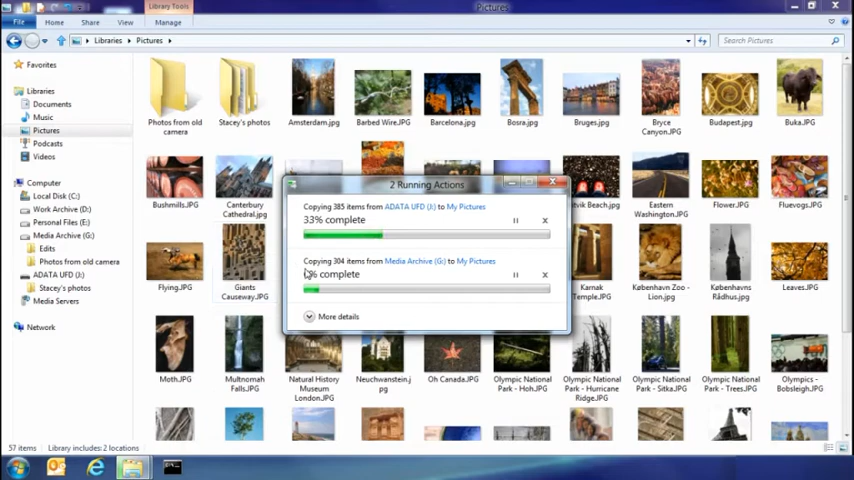 Library Tools
Pictures
File
Home
Share
View
Manage
Libraries
Pictures
Search Pictures
Favorites
Libraries
Documents
Music
Pictures
Podcasts
Videos
Computer
Local Disk (C:)
Work Archive (D:)
Personal Files (E:)
Media Archive (G:)
Edits
Photos from old camera
ADATA UFD (J:)
Stacey's photos
Media Servers
Network
Photos from old
camera
Stacey's photos
Amsterdam.jpg
Barbed Wire.JPG
Barcelona.jpg
Bosra.jpg
Bruges.jpg
Bryce
Canyon.JPG
Budapest.jpg
Buka.JPG
Bushmills.JPG
Canterbury
Cathedral.jpg
Eastern
Washington.JPG
Flower.JPG
Fluevogs.JPG
Flying.JPG
Giants
Causeway.JPG
Karnak
Temple.JPG
København Zoo -
Lion.jpg
Københavns
Rådhus.jpg
Leaves.JPG
2 Running Actions
Copying 385 items from ADATA UFD (J:) to My Pictures
33% complete
Copying 304 items from Media Archive (G:) to My Pictures
% complete
More details
Moth.JPG
Multnomah
Falls.JPG
Natural History
Museum
London.JPG
Neuchwanstein.j
pg
Oh Canada.JPG
Olympic National
Park - Hoh.JPG
Olympic National
Park - Hurricane
Ridge.JPG
Olympic National
Park - Sitka.JPG
Olympic National
Park - Trees.JPG
Olympics -
Bobsleigh.JPG
57 items
Library includes: 2 locations